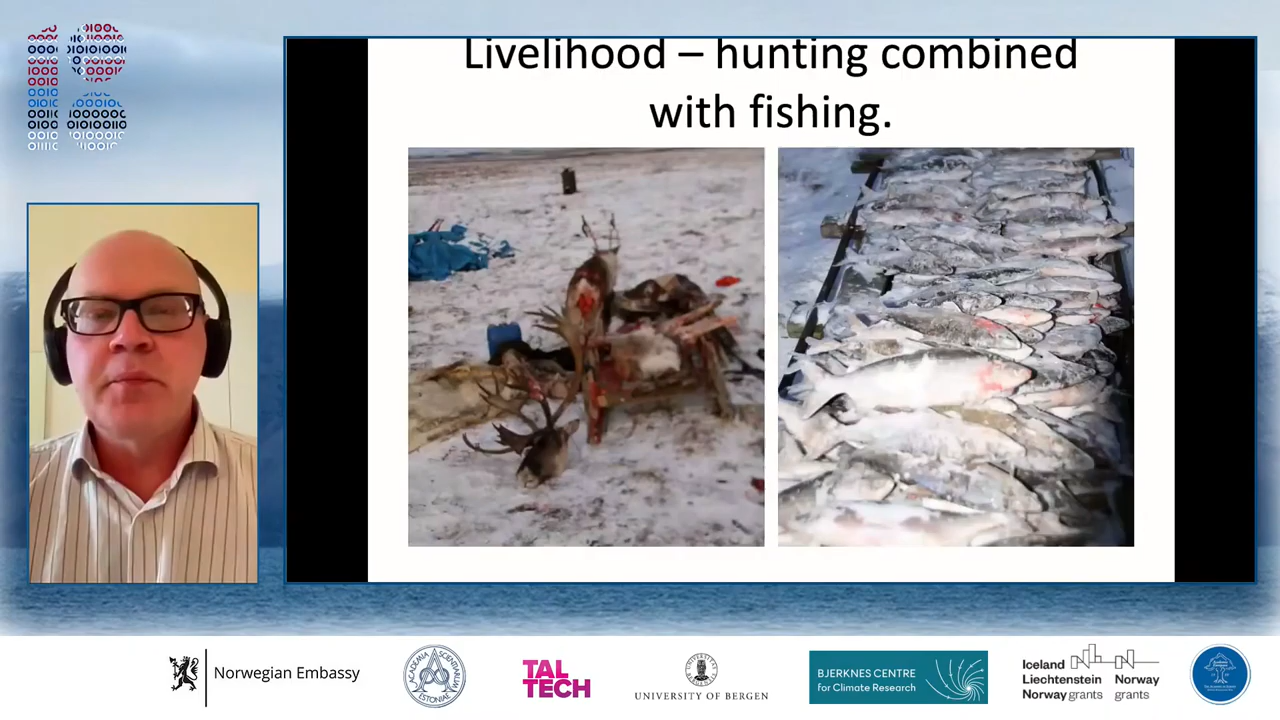 Livelihood – hunting combined
with fishing.
Norwegian Embassy
TAL
TECH
UNIVERSITY OF BERGEN
BJERKNES CENTRE
for Climate Research
Iceland
Liechtenstein
Norway grants
Norway
grants